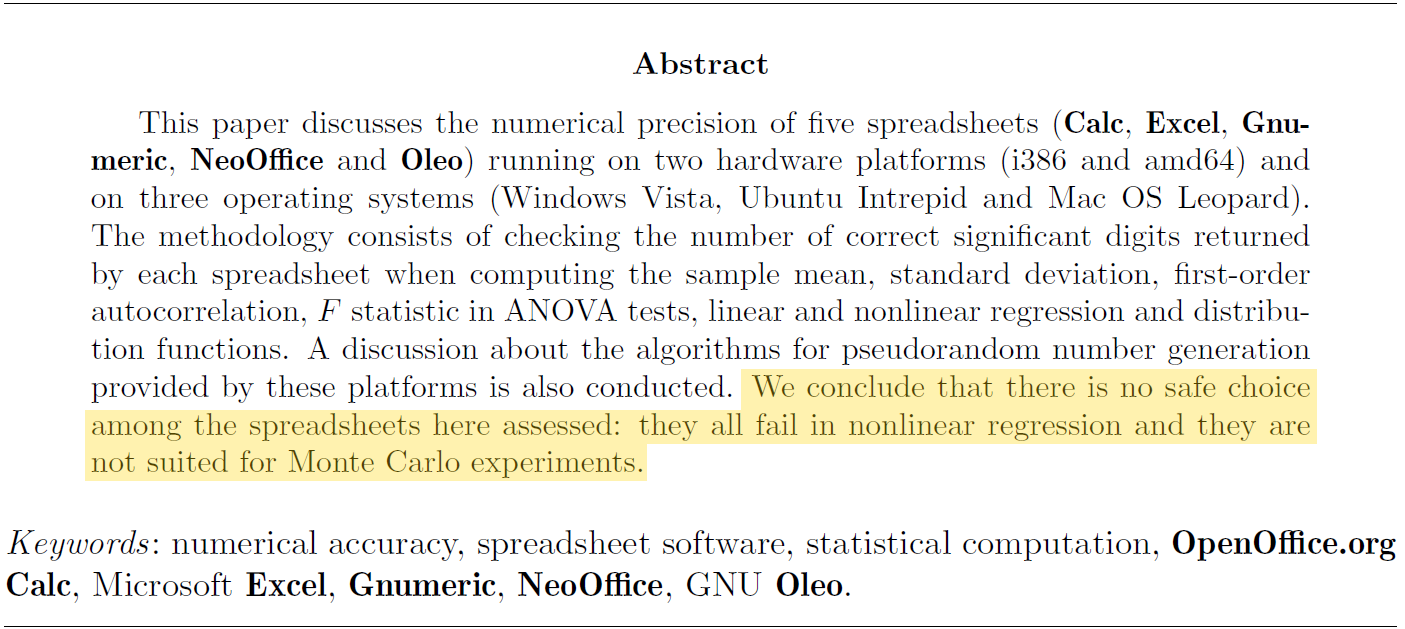 Abstract
This paper discusses the numerical precision of five spreadsheets (Calc, Excel, Gnu-
meric, NeoOffice and Oleo) running on two hardware platforms (i386 and amd64) and
on three operating systems (Windows Vista, Ubuntu Intrepid and Mac OS Leopard).
The methodology consists of checking the number of correct significant digits returned
by each spreadsheet when computing the sample mean, standard deviation, first-order
autocorrelation, F statistic in ANOVA tests, linear and nonlinear regression and distribu-
tion functions. A discussion about the algorithms for pseudorandom number generation
provided by these platforms is also conducted. We conclude that there is no safe choice
among the spreadsheets here assessed: they all fail in nonlinear regression and they are
not suited for Monte Carlo experiments.
Keywords: numerical accuracy, spreadsheet software, statistical computation, OpenOffice.org
Calc, Microsoft Excel, Gnumeric, NeoOffice, GNU Oleo.